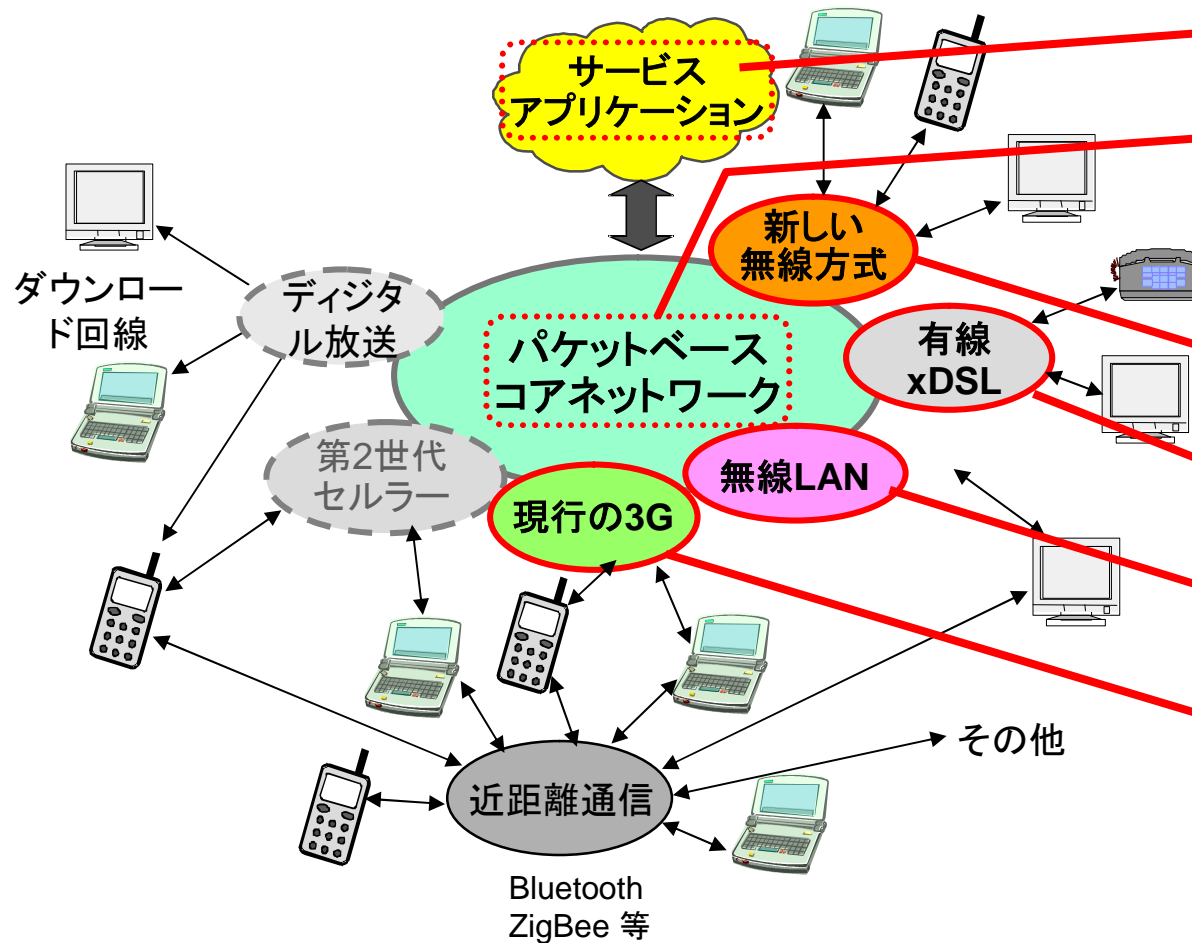 サービス
アプリケーション
新しい
無線方式
ダウンロー
ド回線
ディジタ
ル放送
パケットベース
コアネットワーク
有線
xDSL
第2世代
セルラー
無線LAN
現行の3G
その他
近距離通信
Bluetooth
ZigBee 等